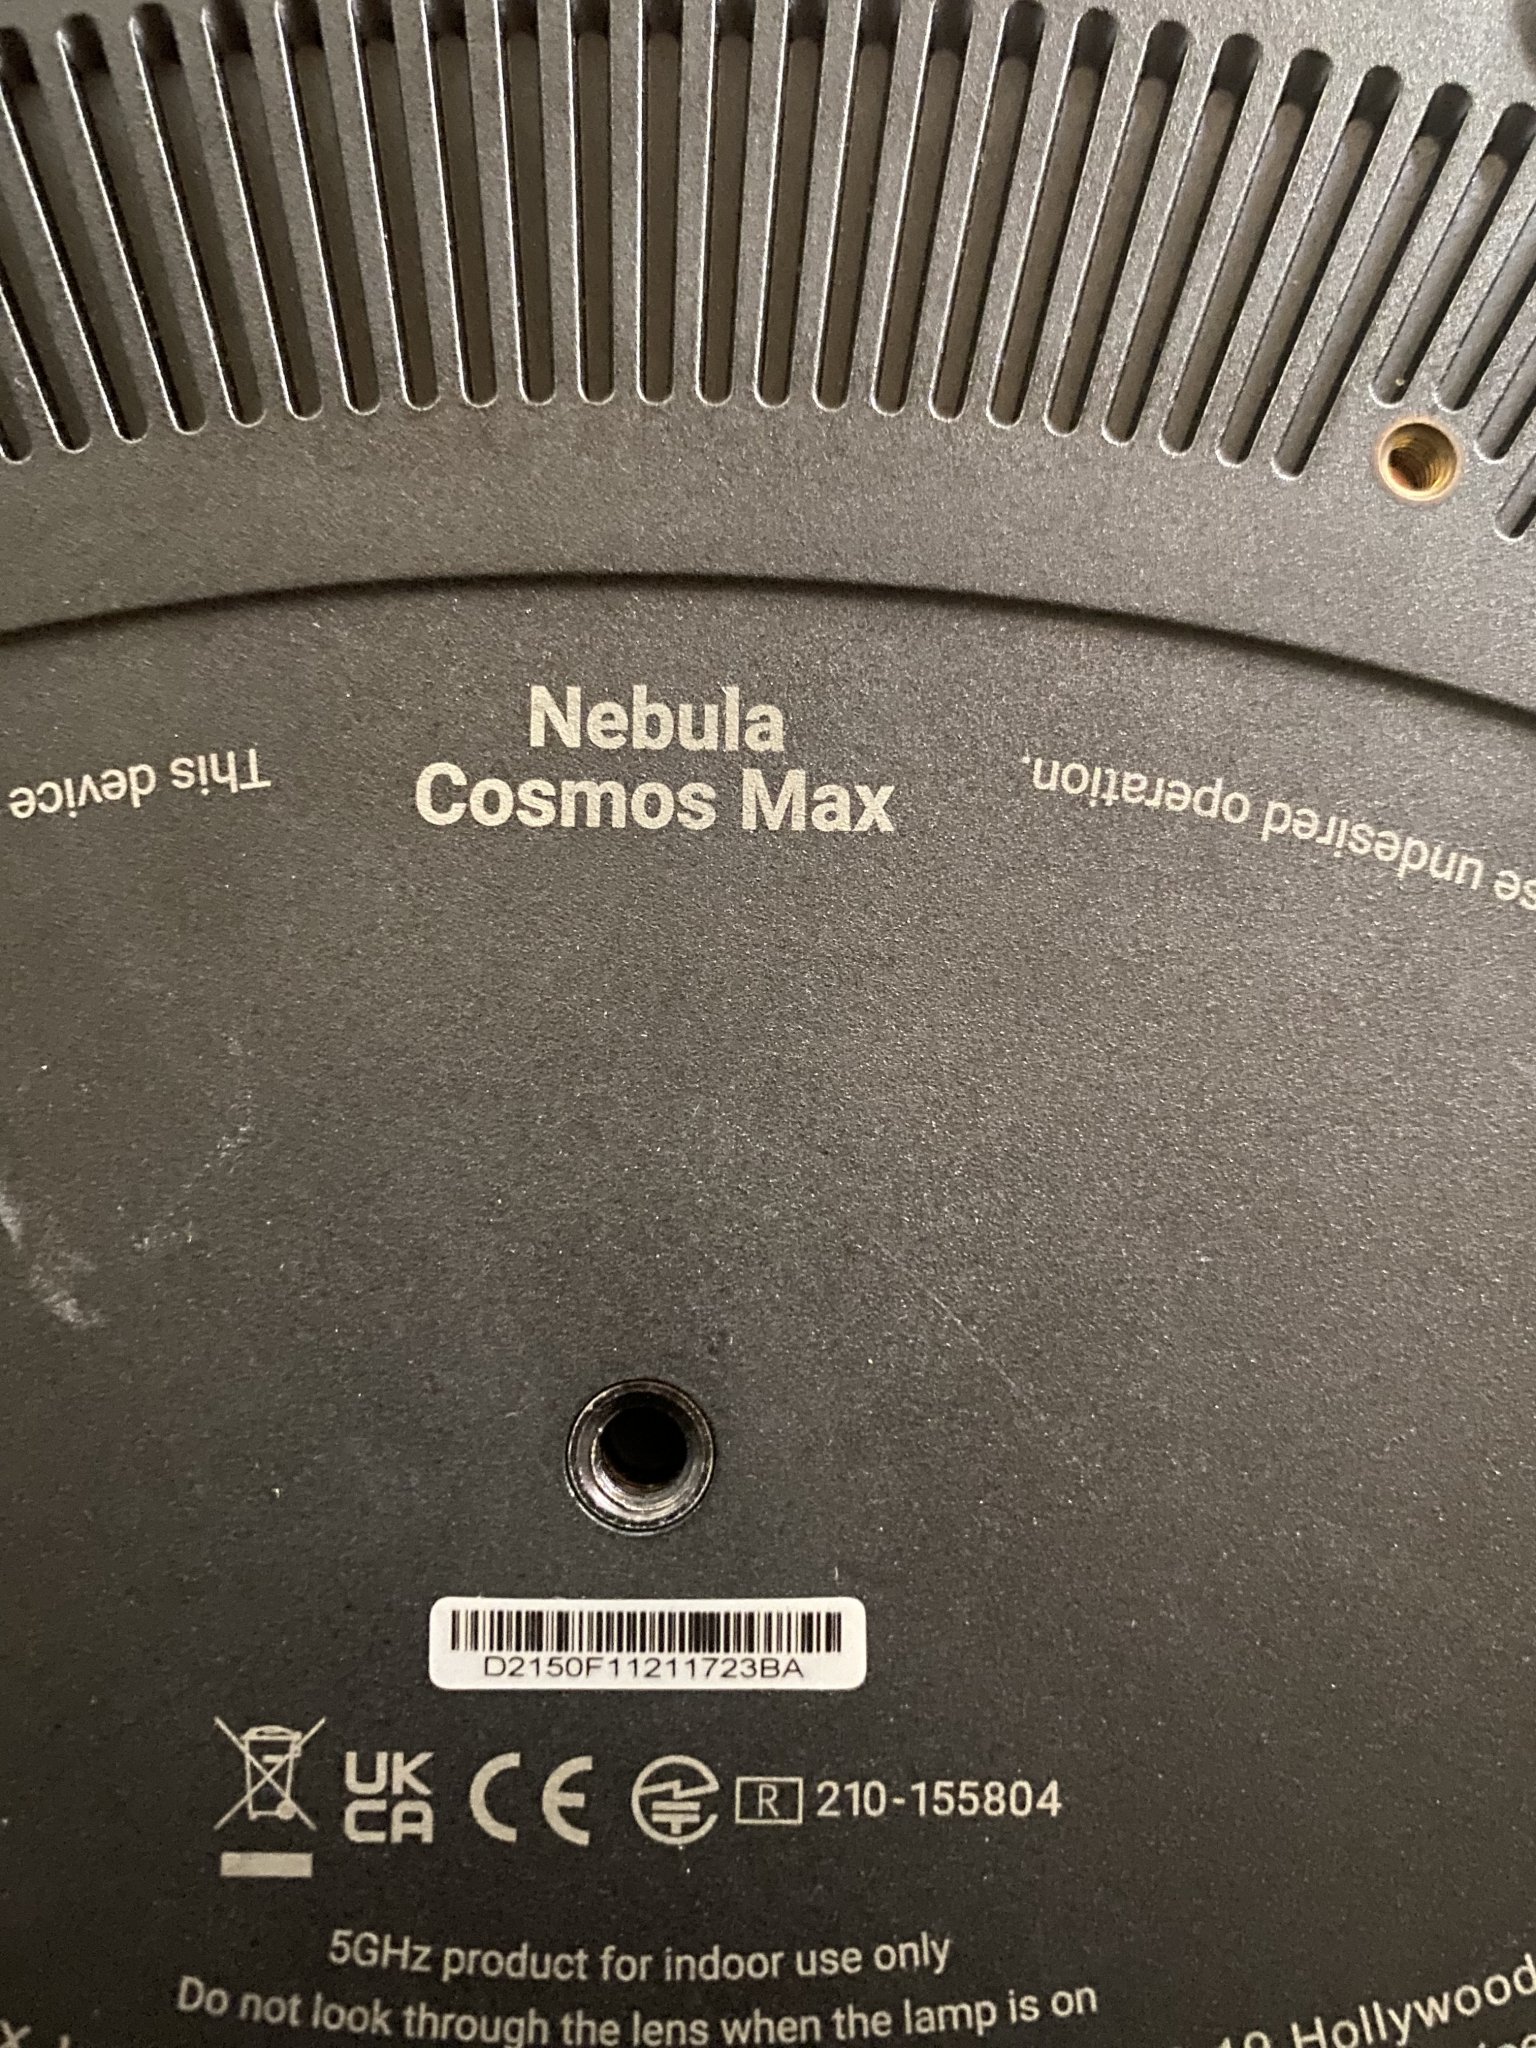 Nebula
Cosmos Max
This device
se undesired operation.
D2150F11211723BA
UK
CA
CE
R 210-155804
5GHz product for indoor use only
Do not look through the lens when the lamp is on
Hollywood